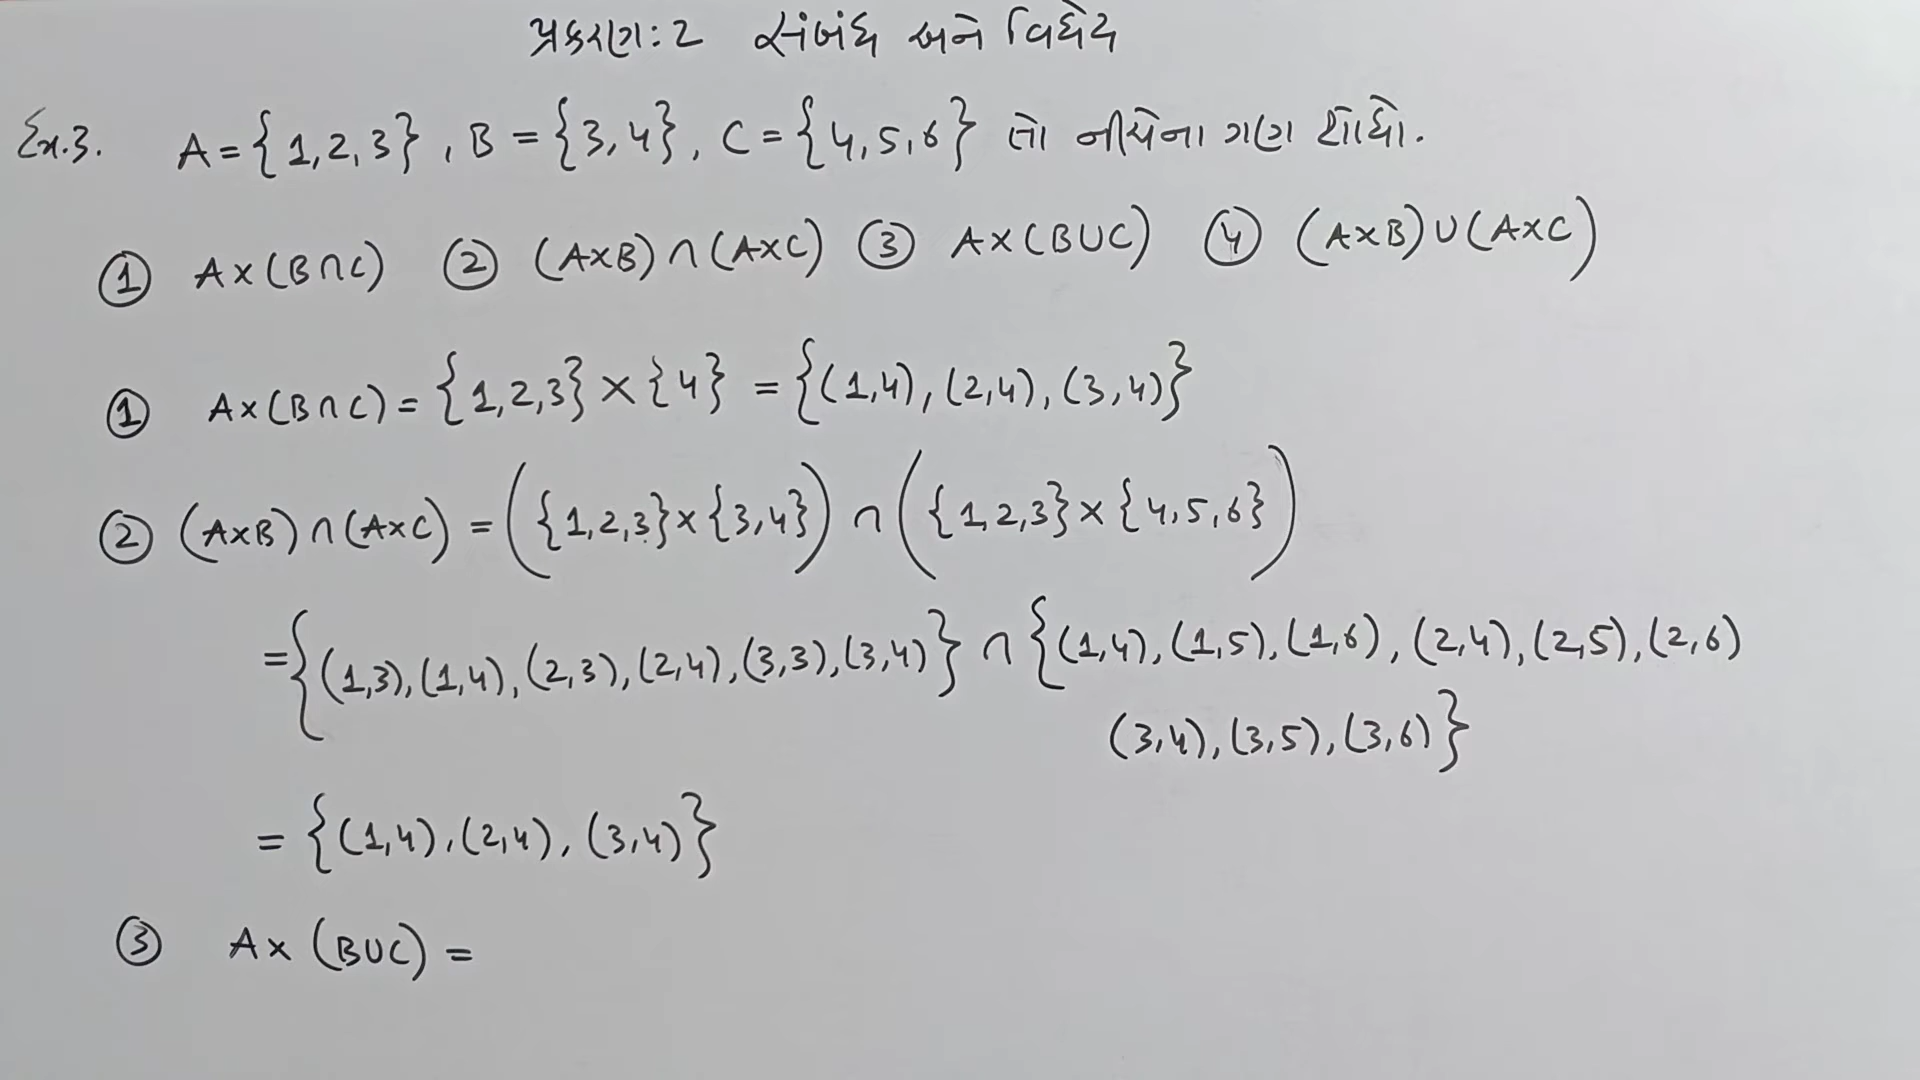 પ્રકરણ: 2 સંબંધ અને વિધેય
Ex.3. A = {1,2,3}, B = {3,4}, C = {4,5,6} તો નીચેના ગણ શોધો.
① A×(B∩C) ② (A×B)∩(A×C) ③ A×(B∪C) ④ (A×B)∪(A×C)
① A×(B∩C) = {1,2,3} × {4} = {(1,4), (2,4), (3,4)}
② (A×B)∩(A×C) = ({1,2,3}×{3,4}) ∩ ({1,2,3}×{4,5,6})
= {(1,3),(1,4),(2,3),(2,4),(3,3),(3,4)} ∩ {(1,4),(1,5),(1,6),(2,4),(2,5),(2,6)
(3,4),(3,5),(3,6)}
= {(1,4),(2,4),(3,4)}
③ A×(B∪C) =